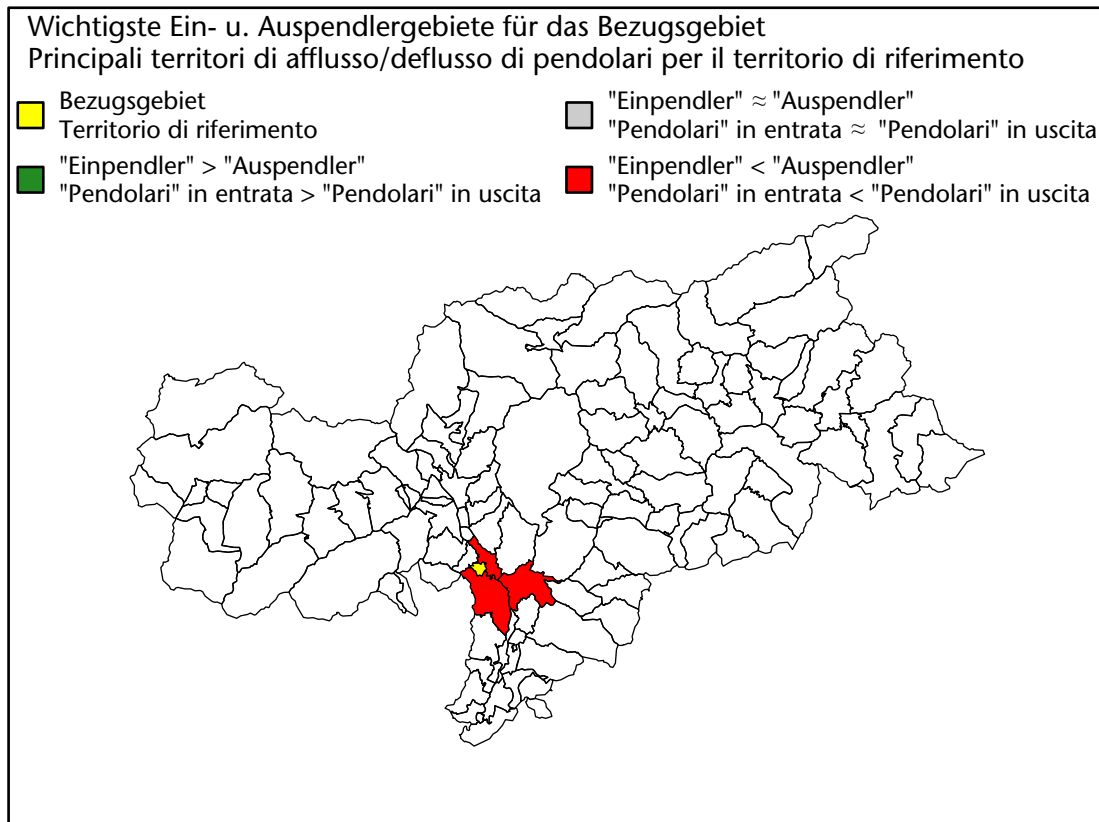 Wichtigste Ein- u. Auspendlergebiete für das Bezugsgebiet
Principali territori di afflusso/deflusso di pendolari per il territorio di riferimento
Bezugsgebiet
Territorio di riferimento
"Einpendler" ≈ "Auspendler"
"Pendolari" in entrata ≈ "Pendolari" in uscita
"Einpendler" > "Auspendler"
"Pendolari" in entrata > "Pendolari" in uscita
"Einpendler" < "Auspendler"
"Pendolari" in entrata < "Pendolari" in uscita